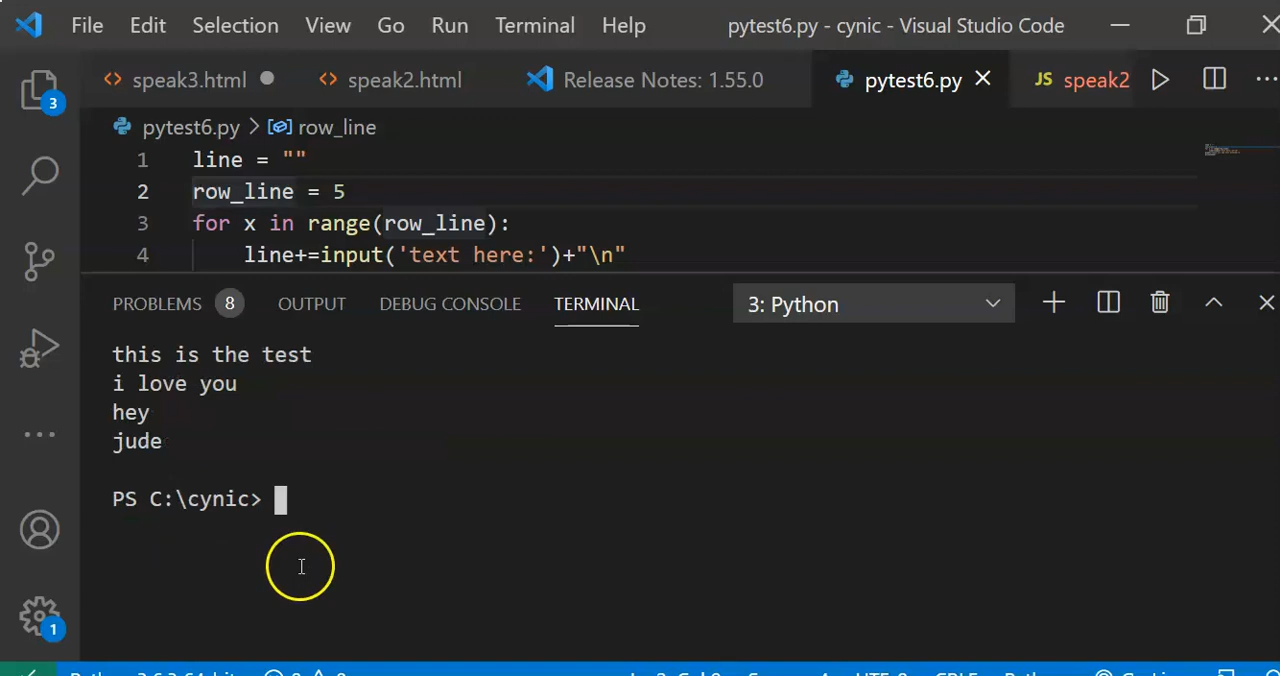 File Edit Selection View Go Run Terminal Help pytest6.py - cynic - Visual Studio Code
3 speak3.html speak2.html Release Notes: 1.55.0 pytest6.py JS speak2
pytest6.py > row_line
1 line = ""
2 row_line = 5
3 for x in range(row_line):
4 line+=input('text here:')+"\n"
PROBLEMS 8 OUTPUT DEBUG CONSOLE TERMINAL 3: Python
this is the test
i love you
hey
jude
PS C:\cynic>
1